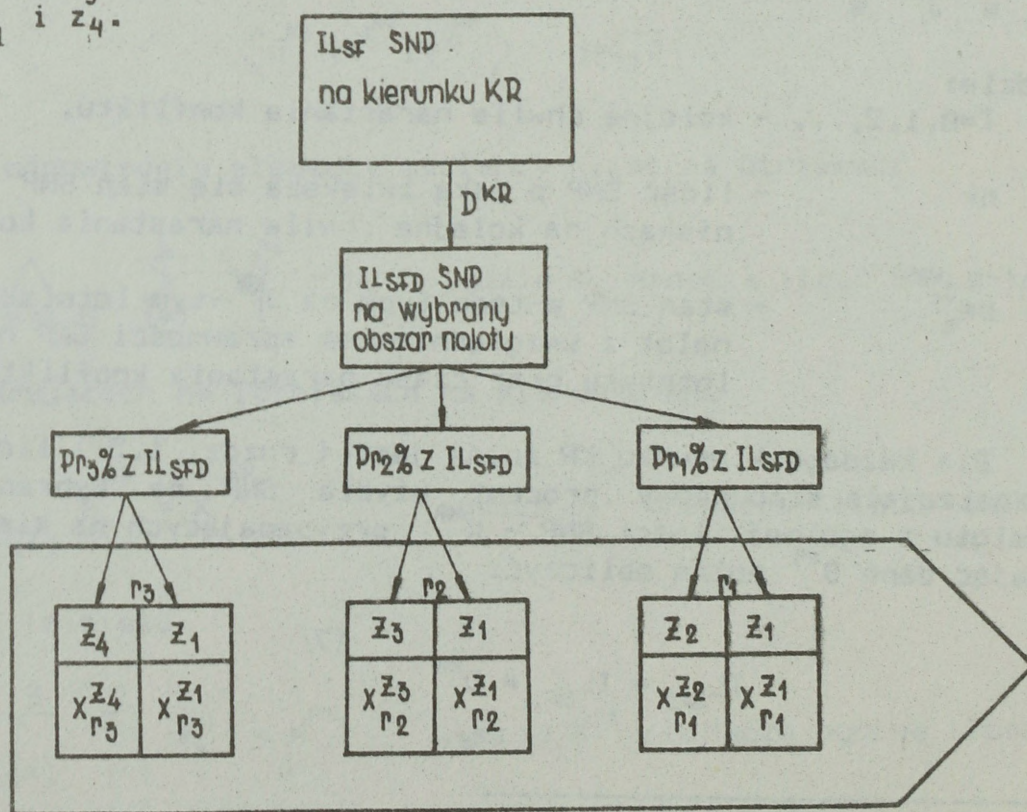 i z₄.
ILSF SNP
na kierunku KR
D^KR
ILSFD SNP
na wybrany
obszar nalotu
Pr₃% z ILSFD
Pr₂% z ILSFD
Pr₁% z ILSFD
r₃
r₂
r₁
Z₄ Z₁
Z₃ Z₁
Z₂ Z₁
X^Z₄_r₃ X^Z₁_r₃
X^Z₃_r₂ X^Z₁_r₂
X^Z₂_r₁ X^Z₁_r₁